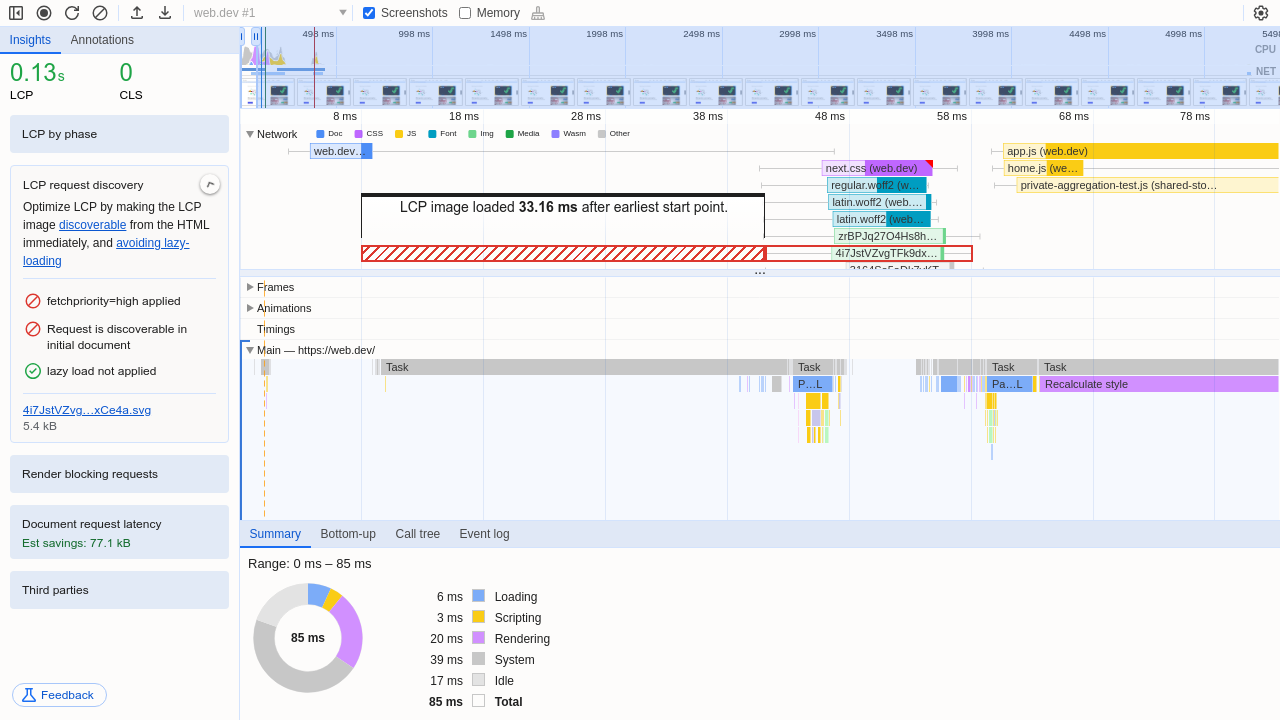 web.dev #1
Screenshots
Memory
Insights
Annotations
0.13s
LCP
0
CLS
LCP by phase
LCP request discovery
Optimize LCP by making the LCP
image discoverable from the HTML
immediately, and avoiding lazy-
loading
fetchpriority=high applied
Request is discoverable in
initial document
lazy load not applied
4i7JstVZvg…xCe4a.svg
5.4 kB
Render blocking requests
Document request latency
Est savings: 77.1 kB
Third parties
Feedback
498 ms
998 ms
1498 ms
1998 ms
2498 ms
2998 ms
3498 ms
3998 ms
4498 ms
4998 ms
5498
CPU
NET
8 ms
18 ms
28 ms
38 ms
48 ms
58 ms
68 ms
78 ms
Network
Doc
CSS
JS
Font
Img
Media
Wasm
Other
web.dev…
app.js (web.dev)
next.css (web.dev)
home.js (we…
regular.woff2 (w…
private-aggregation-test.js (shared-sto…
latin.woff2 (web.…
LCP image loaded 33.16 ms after earliest start point.
latin.woff2 (web…
zrBPJq27O4Hs8h…
4i7JstVZvgTFk9dx…
…
Frames
Animations
Timings
Main — https://web.dev/
Task
Task
Task
Task
P…L
Pa…L
Recalculate style
Summary
Bottom-up
Call tree
Event log
Range: 0 ms – 85 ms
85 ms
6 ms Loading
3 ms Scripting
20 ms Rendering
39 ms System
17 ms Idle
85 ms Total